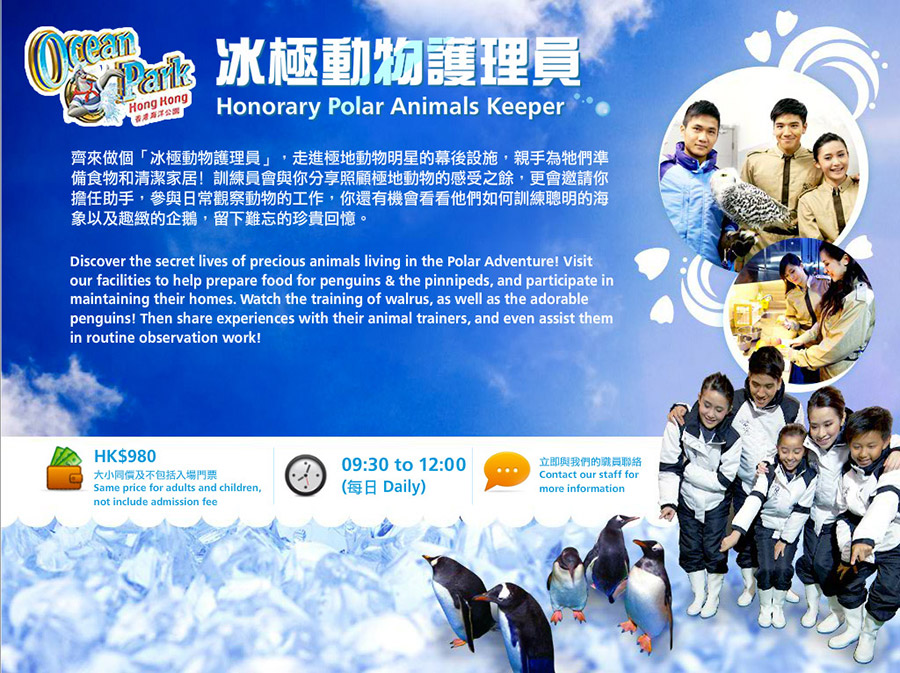 Ocean
Park
Hong Kong
香港海洋公園
冰極動物護理員
Honorary Polar Animals Keeper
齊來做個「冰極動物護理員」，走進極地動物明星的幕後設施，親手為牠們準
備食物和清潔家居！訓練員會與你分享照顧極地動物的感受之餘，更會邀請你
擔任助手，參與日常觀察動物的工作，你還有機會看看他們如何訓練聰明的海
象以及趣緻的企鵝，留下難忘的珍貴回憶。
Discover the secret lives of precious animals living in the Polar Adventure! Visit
our facilities to help prepare food for penguins & the pinnipeds, and participate in
maintaining their homes. Watch the training of walrus, as well as the adorable
penguins! Then share experiences with their animal trainers, and even assist them
in routine observation work!
HK$980
大小同價及不包括入場門票
Same price for adults and children,
not include admission fee
09:30 to 12:00
(每日 Daily)
立即與我們的職員聯絡
Contact our staff for
more information